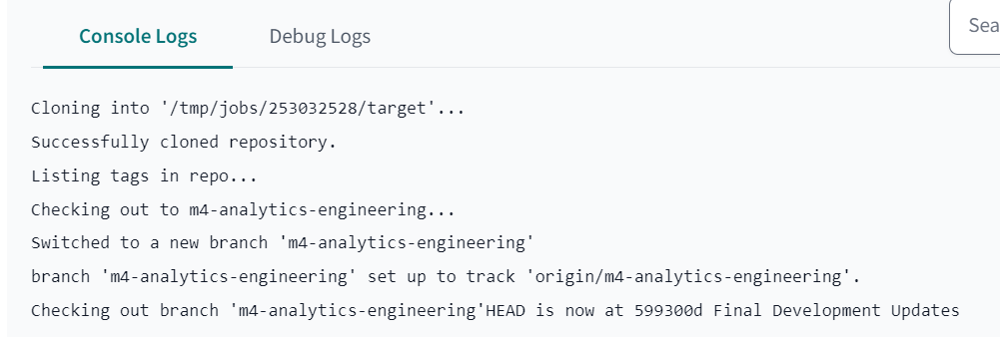 Console Logs
Debug Logs
Sea
Cloning into '/tmp/jobs/253032528/target'...
Successfully cloned repository.
Listing tags in repo...
Checking out to m4-analytics-engineering...
Switched to a new branch 'm4-analytics-engineering'
branch 'm4-analytics-engineering' set up to track 'origin/m4-analytics-engineering'.
Checking out branch 'm4-analytics-engineering'HEAD is now at 599300d Final Development Updates